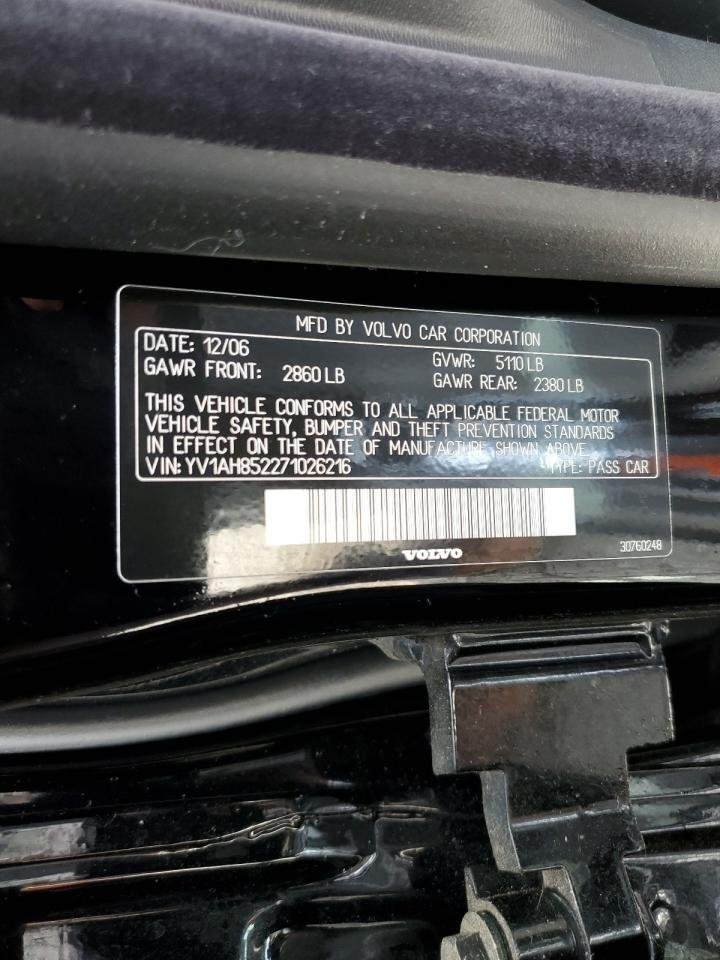 MFD BY VOLVO CAR CORPORATION
DATE: 12/06 GVWR: 5110 LB
GAWR FRONT: 2860 LB GAWR REAR: 2380 LB
THIS VEHICLE CONFORMS TO ALL APPLICABLE FEDERAL MOTOR
VEHICLE SAFETY, BUMPER AND THEFT PREVENTION STANDARDS
IN EFFECT ON THE DATE OF MANUFACTURE SHOWN ABOVE.
VIN: YV1AH852271026216 TYPE: PASS CAR
VOLVO
30760248